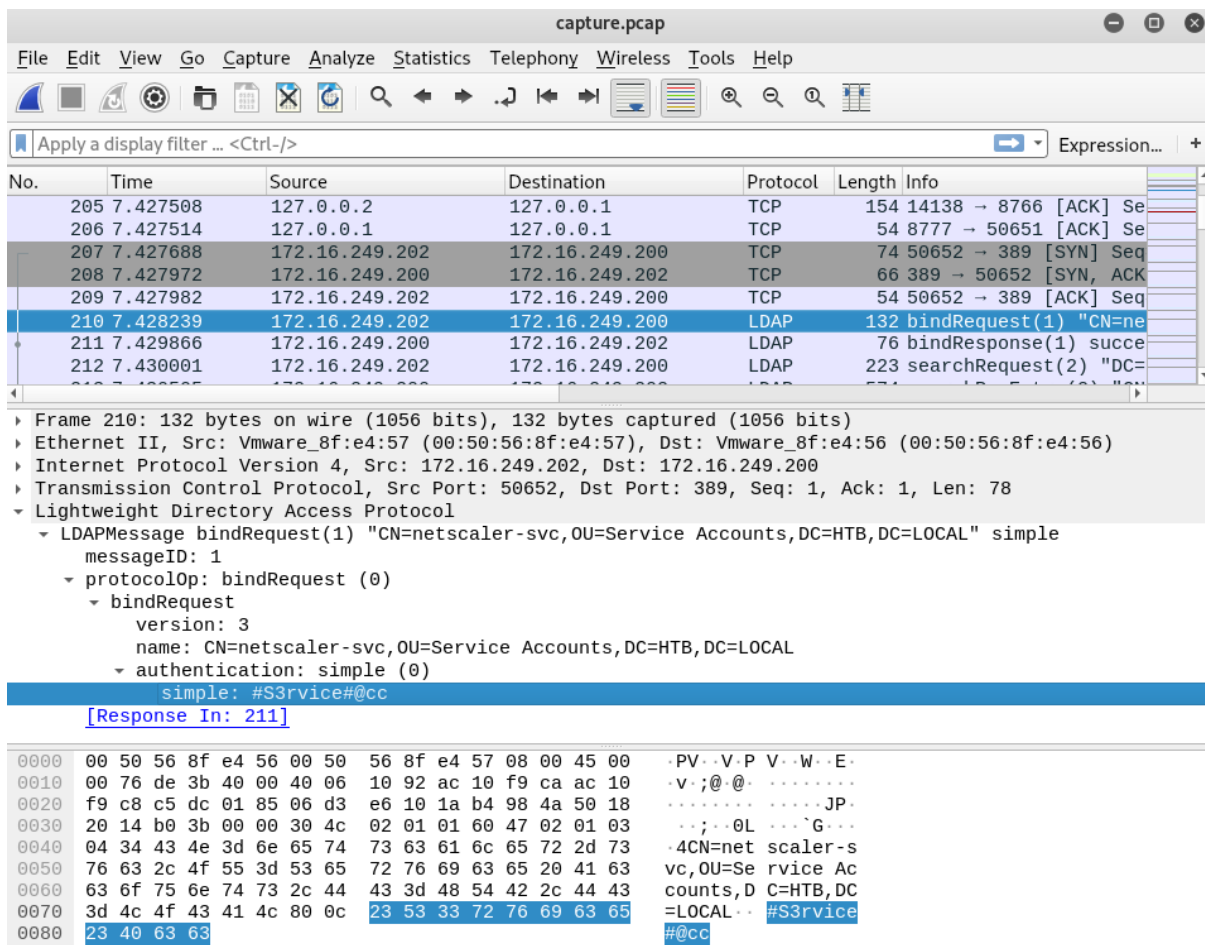 capture.pcap
File Edit View Go Capture Analyze Statistics Telephony Wireless Tools Help
Apply a display filter ... <Ctrl-/> Expression... +
No. Time Source Destination Protocol Length Info
205 7.427508 127.0.0.2 127.0.0.1 TCP 154 14138 → 8766 [ACK] Se
206 7.427514 127.0.0.1 127.0.0.1 TCP 54 8777 → 50651 [ACK] Se
207 7.427688 172.16.249.202 172.16.249.200 TCP 74 50652 → 389 [SYN] Seq
208 7.427972 172.16.249.200 172.16.249.202 TCP 66 389 → 50652 [SYN, ACK
209 7.427982 172.16.249.202 172.16.249.200 TCP 54 50652 → 389 [ACK] Seq
210 7.428239 172.16.249.202 172.16.249.200 LDAP 132 bindRequest(1) "CN=ne
211 7.429866 172.16.249.200 172.16.249.202 LDAP 76 bindResponse(1) succe
212 7.430001 172.16.249.202 172.16.249.200 LDAP 223 searchRequest(2) "DC=
Frame 210: 132 bytes on wire (1056 bits), 132 bytes captured (1056 bits)
Ethernet II, Src: Vmware_8f:e4:57 (00:50:56:8f:e4:57), Dst: Vmware_8f:e4:56 (00:50:56:8f:e4:56)
Internet Protocol Version 4, Src: 172.16.249.202, Dst: 172.16.249.200
Transmission Control Protocol, Src Port: 50652, Dst Port: 389, Seq: 1, Ack: 1, Len: 78
Lightweight Directory Access Protocol
LDAPMessage bindRequest(1) "CN=netscaler-svc,OU=Service Accounts,DC=HTB,DC=LOCAL" simple
messageID: 1
protocolOp: bindRequest (0)
bindRequest
version: 3
name: CN=netscaler-svc,OU=Service Accounts,DC=HTB,DC=LOCAL
authentication: simple (0)
simple: #S3rvice#@cc
[Response In: 211]
0000 00 50 56 8f e4 56 00 50 56 8f e4 57 08 00 45 00 ·PV··V·P V··W··E·
0010 00 76 de 3b 40 00 40 06 10 92 ac 10 f9 ca ac 10 ·v·;@·@· ········
0020 f9 c8 c5 dc 01 85 06 d3 e6 10 1a b4 98 4a 50 18 ········ ·····JP·
0030 20 14 b0 3b 00 00 30 4c 02 01 01 60 47 02 01 03 ··;··0L ···`G···
0040 04 34 43 4e 3d 6e 65 74 73 63 61 6c 65 72 2d 73 ·4CN=net scaler-s
0050 76 63 2c 4f 55 3d 53 65 72 76 69 63 65 20 41 63 vc,OU=Se rvice Ac
0060 63 6f 75 6e 74 73 2c 44 43 3d 48 54 42 2c 44 43 counts,D C=HTB,DC
0070 3d 4c 4f 43 41 4c 80 0c 23 53 33 72 76 69 63 65 =LOCAL·· #S3rvice
0080 23 40 63 63 #@cc